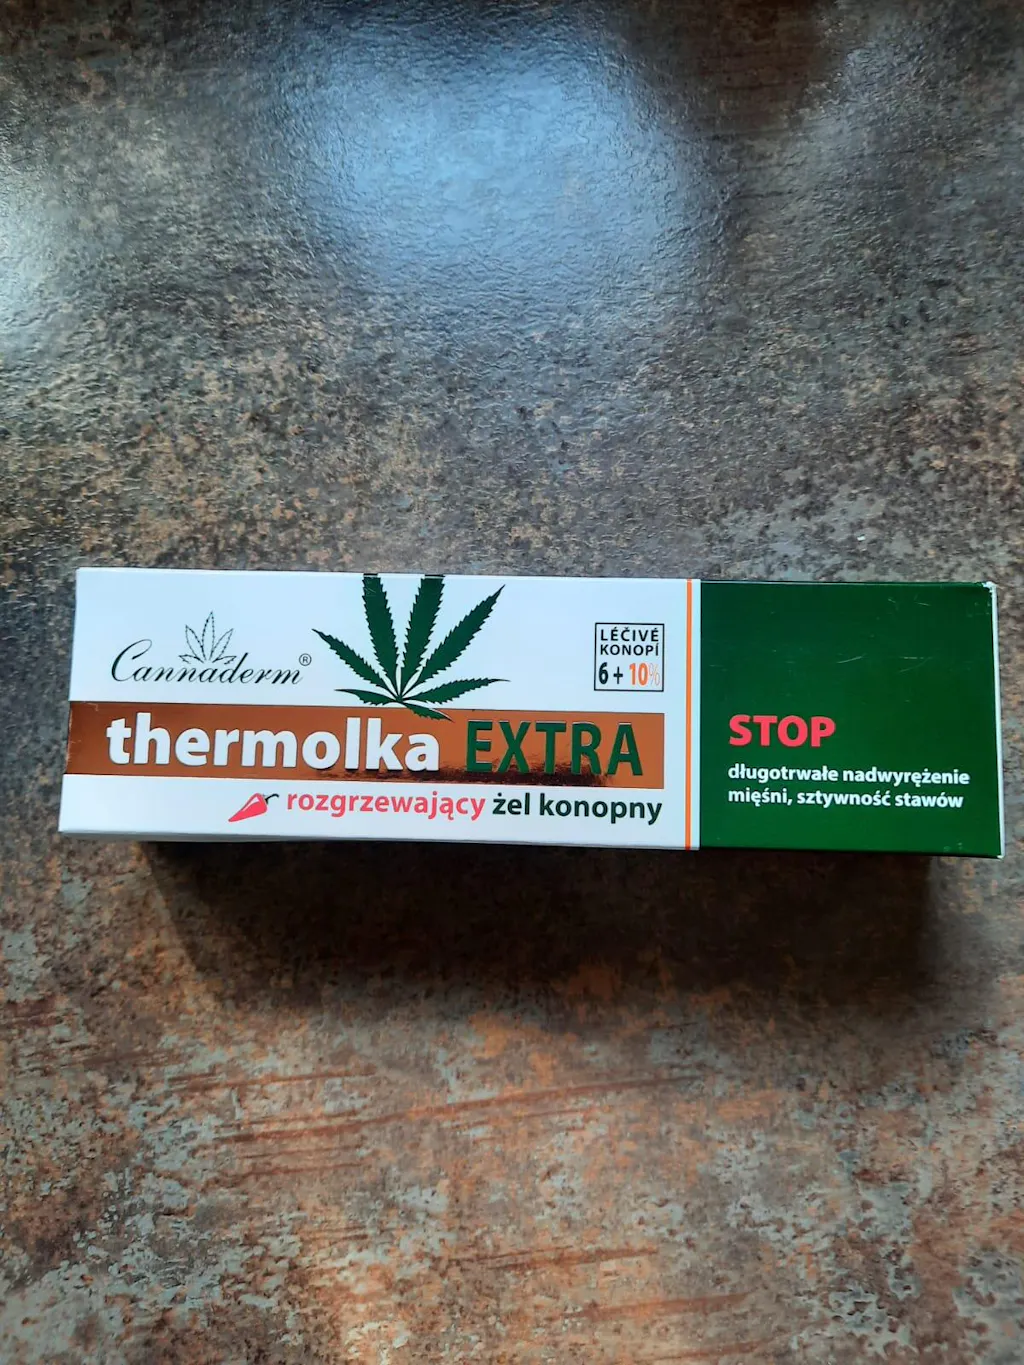 Cannaderm®
LÉČIVÉ
KONOPÍ
6 + 10%
thermolka EXTRA
rozgrzewający żel konopny
STOP
długotrwałe nadwyrężenie
mięśni, sztywność stawów